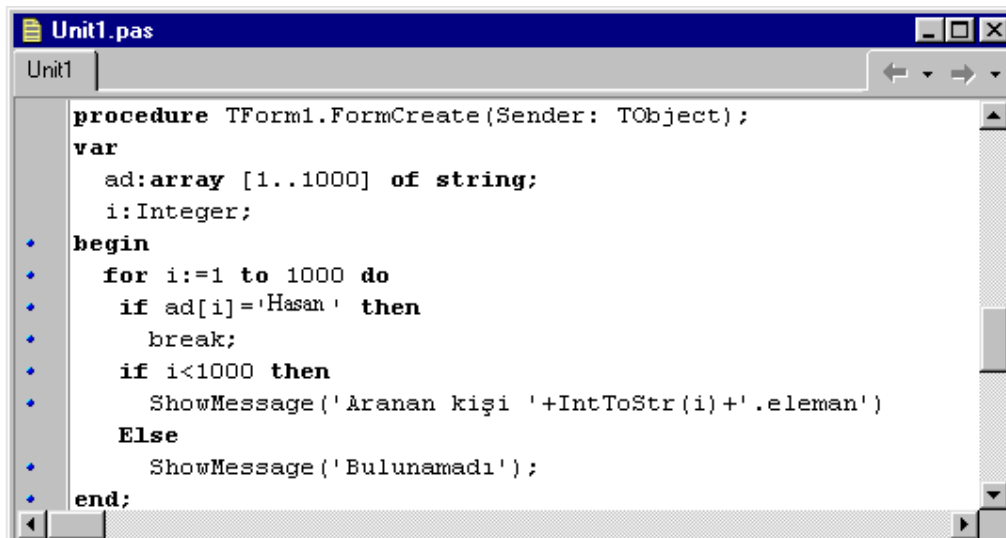 Unit1.pas
Unit1
procedure TForm1.FormCreate(Sender: TObject);
var
ad:array [1..1000] of string;
i:Integer;
begin
for i:=1 to 1000 do
if ad[i]='Hasan ' then
break;
if i<1000 then
ShowMessage('Aranan kişi '+IntToStr(i)+'.eleman')
Else
ShowMessage('Bulunamadı');
end;